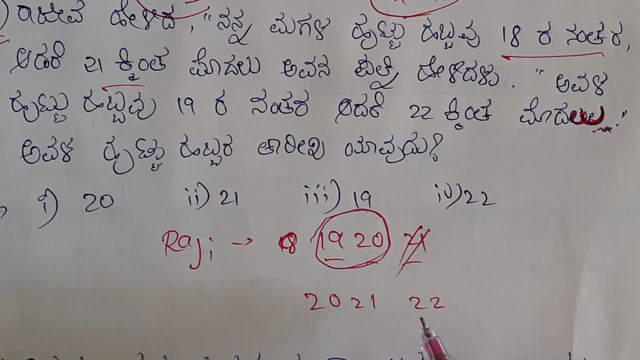 ರಾಜೀವ ಹೇಳಿದ, "ನನ್ನ ಮಗಳ ಹುಟ್ಟು ಹಬ್ಬವು 18 ರ ನಂತರ,
ಆದರೆ 21 ಕ್ಕಿಂತ ಮೊದಲು ಅವನ ಪತ್ನಿ ಹೇಳಿದಳು. "ಅವಳ
ಹುಟ್ಟು ಹಬ್ಬವು 19 ರ ನಂತರ ಆದರೆ 22 ಕ್ಕಿಂತ
ಅವಳ ಹುಟ್ಟು ಹಬ್ಬದ ತಾರೀಖು ಯಾವುದು?
i) 20 ii) 21 iii) 19 iv) 22
Raji → 19 20 21
20 21 22